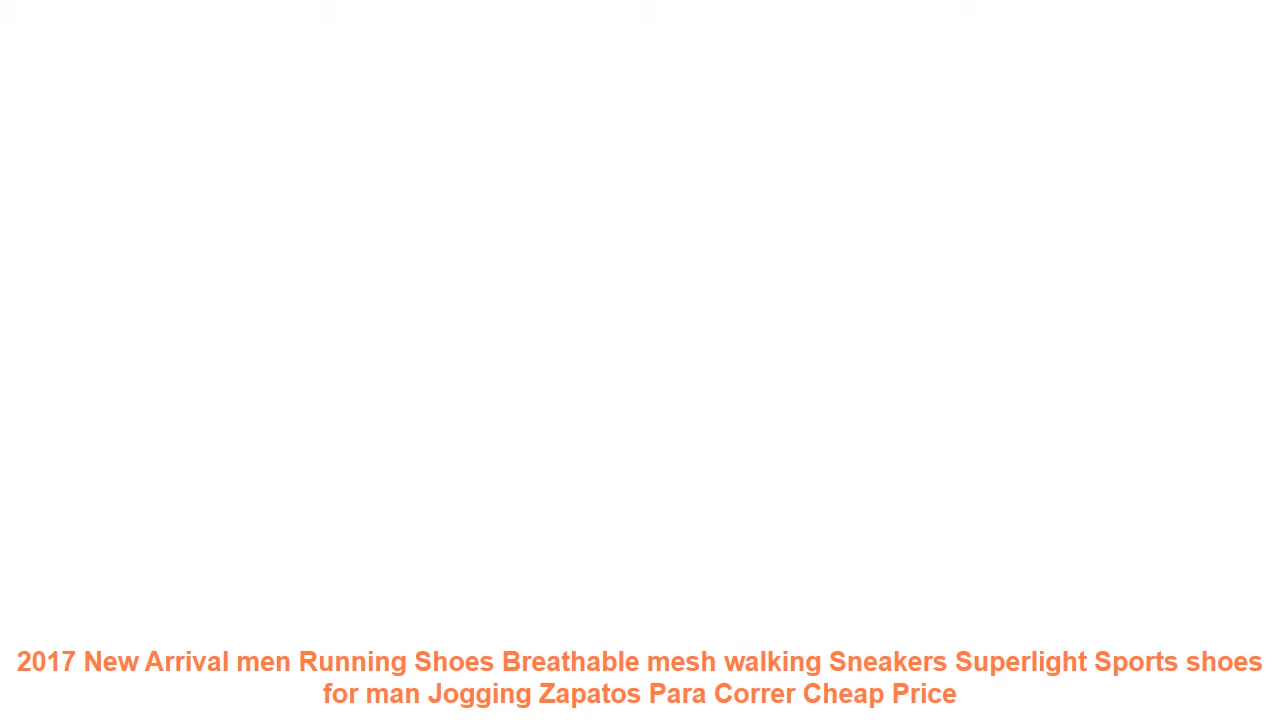 2017 New Arrival men Running Shoes Breathable mesh walking Sneakers Superlight Sports shoes
for man Jogging Zapatos Para Correr Cheap Price